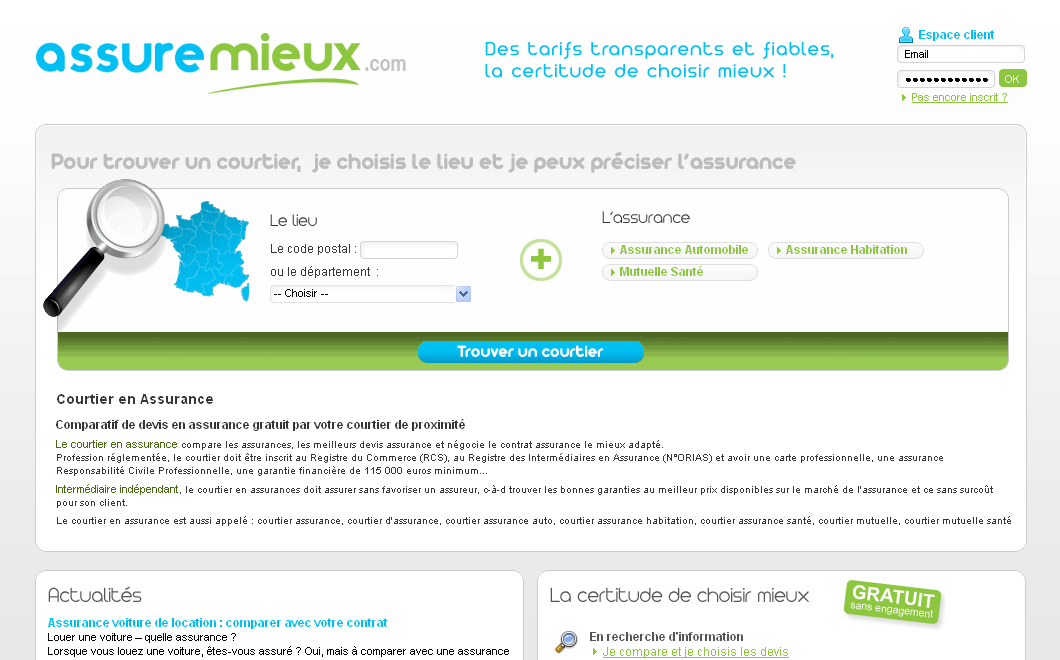 assuremieux.com
Des tarifs transparents et fiables,
la certitude de choisir mieux !
Espace client
Email
OK
Pas encore inscrit ?
Pour trouver un courtier, je choisis le lieu et je peux préciser l'assurance
Le lieu
Le code postal :
ou le département :
-- Choisir --
L'assurance
Assurance Automobile
Assurance Habitation
Mutuelle Santé
Trouver un courtier
Courtier en Assurance
Comparatif de devis en assurance gratuit par votre courtier de proximité
Le courtier en assurance compare les assurances, les meilleurs devis assurance et négocie le contrat assurance le mieux adapté.
Profession réglementée, le courtier doit être inscrit au Registre du Commerce (RCS), au Registre des Intermédiaires en Assurance (N°ORIAS) et avoir une carte professionnelle, une assurance
Responsabilité Civile Professionnelle, une garantie financière de 115 000 euros minimum...
Intermédiaire indépendant, le courtier en assurances doit assurer sans favoriser un assureur, c-à-d trouver les bonnes garanties au meilleur prix disponibles sur le marché de l'assurance et ce sans surcoût
pour son client.
Le courtier en assurance est aussi appelé : courtier assurance, courtier d'assurance, courtier assurance auto, courtier assurance habitation, courtier assurance santé, courtier mutuelle, courtier mutuelle santé
Actualités
Assurance voiture de location : comparer avec votre contrat
Louer une voiture – quelle assurance ?
Lorsque vous louez une voiture, êtes-vous assuré ? Oui, mais à comparer avec une assurance
La certitude de choisir mieux
GRATUIT
sans engagement
En recherche d'information
Je compare et je choisis les devis